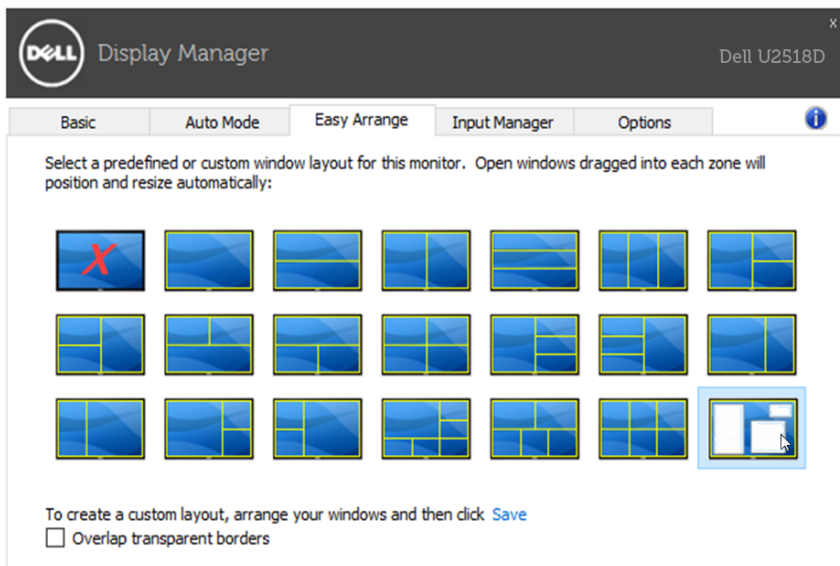 x
DELL
Display Manager
Dell U2518D
Basic
Auto Mode
Easy Arrange
Input Manager
Options
i
Select a predefined or custom window layout for this monitor. Open windows dragged into each zone will
position and resize automatically:
X
To create a custom layout, arrange your windows and then click Save
Overlap transparent borders